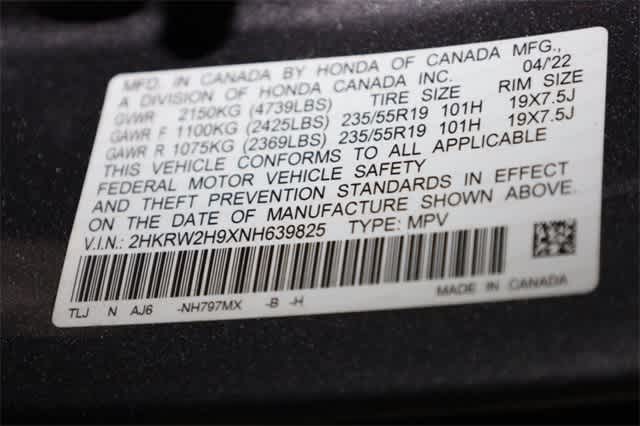 MFD. IN CANADA BY HONDA OF CANADA MFG.,
A DIVISION OF HONDA CANADA INC. 04/'22
GVWR 2150KG (4739LBS) TIRE SIZE RIM SIZE
GAWR F 1100KG (2425LBS) 235/55R19 101H 19X7.5J
GAWR R 1075KG (2369LBS) 235/55R19 101H 19X7.5J
THIS VEHICLE CONFORMS TO ALL APPLICABLE
FEDERAL MOTOR VEHICLE SAFETY
AND THEFT PREVENTION STANDARDS IN EFFECT
ON THE DATE OF MANUFACTURE SHOWN ABOVE.
V.I.N.: 2HKRW2H9XNH639825 TYPE: MPV
TLJ N AJ6 -NH797MX -B -H MADE IN CANADA